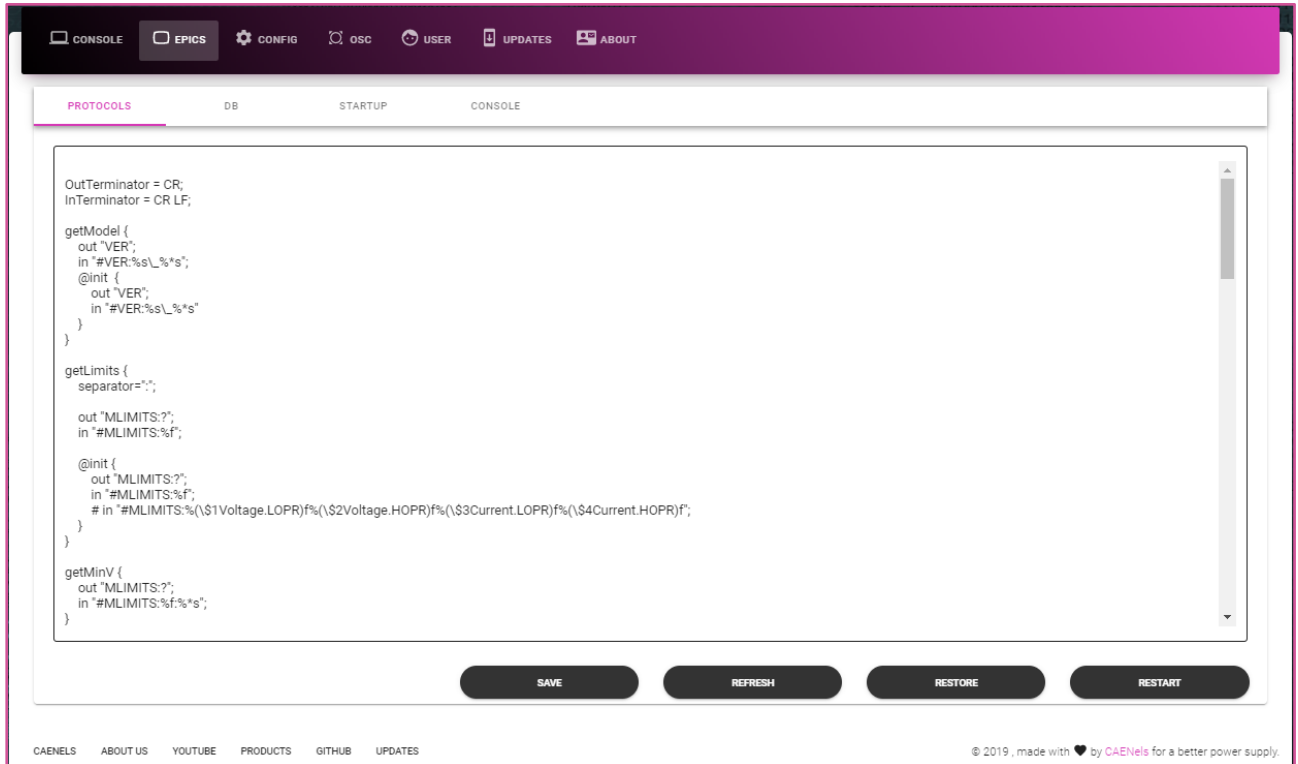 CONSOLE EPICS CONFIG OSC USER UPDATES ABOUT
PROTOCOLS DB STARTUP CONSOLE
OutTerminator = CR;
InTerminator = CR LF;
getModel {
out "VER";
in "#VER:%s\_%*s";
@init {
out "VER";
in "#VER:%s\_%*s"
}
}
getLimits {
separator=":";
out "MLIMITS:?";
in "#MLIMITS:%f";
@init {
out "MLIMITS:?";
in "#MLIMITS:%f";
# in "#MLIMITS:%(\$1Voltage.LOPR)f%(\$2Voltage.HOPR)f%(\$3Current.LOPR)f%(\$4Current.HOPR)f";
}
}
getMinV {
out "MLIMITS:?";
in "#MLIMITS:%f:%*s";
}
SAVE REFRESH RESTORE RESTART
CAENELS ABOUT US YOUTUBE PRODUCTS GITHUB UPDATES
© 2019 , made with ♥ by CAENels for a better power supply.